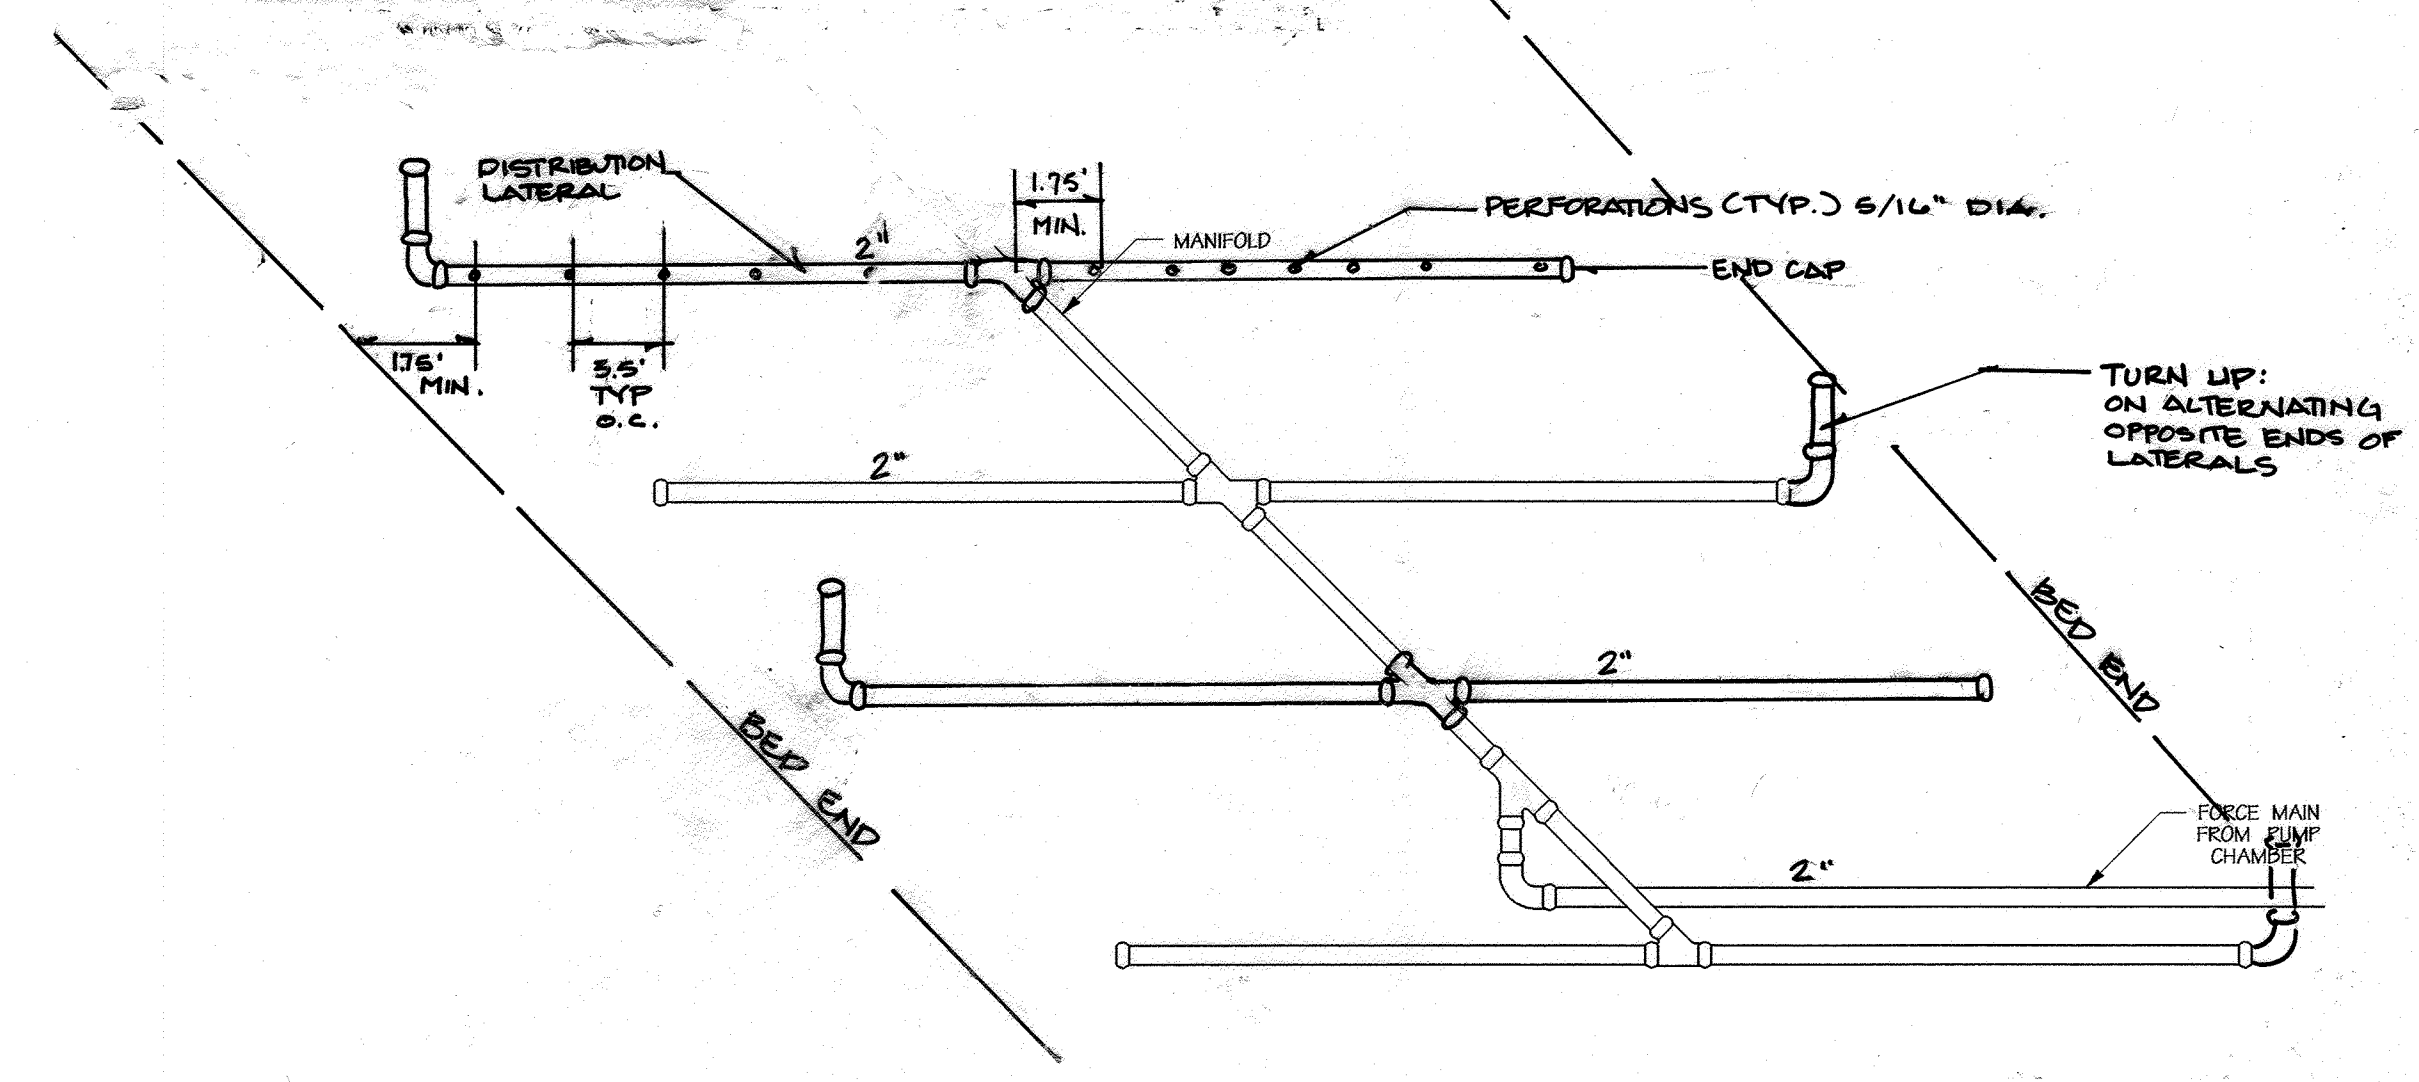 DISTRIBUTION
LATERAL
2"
1.75'
MIN.
MANIFOLD
PERFORATIONS (TYP.) 5/16" DIA.
END CAP
1.75'
MIN.
3.5'
TYP
O.C.
TURN UP:
ON ALTERNATING
OPPOSITE ENDS OF
LATERALS
2"
BED END
2"
BED END
FORCE MAIN
FROM PUMP
CHAMBER
2"